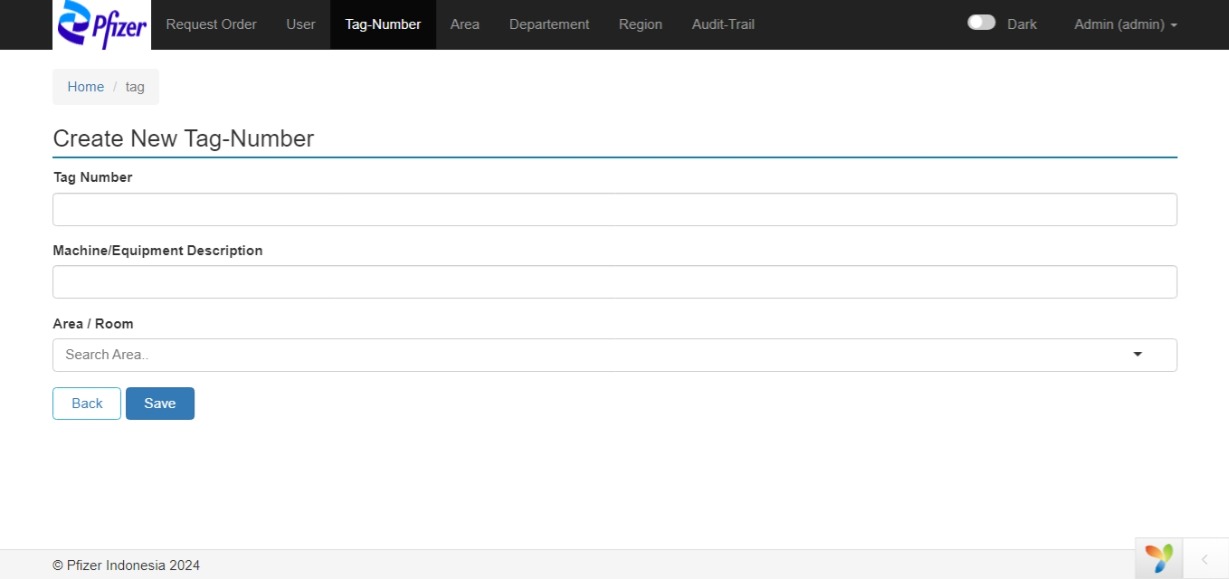 Pfizer Request Order User Tag-Number Area Departement Region Audit-Trail Dark Admin (admin)
Home / tag
Create New Tag-Number
Tag Number
Machine/Equipment Description
Area / Room
Search Area..
Back Save
© Pfizer Indonesia 2024